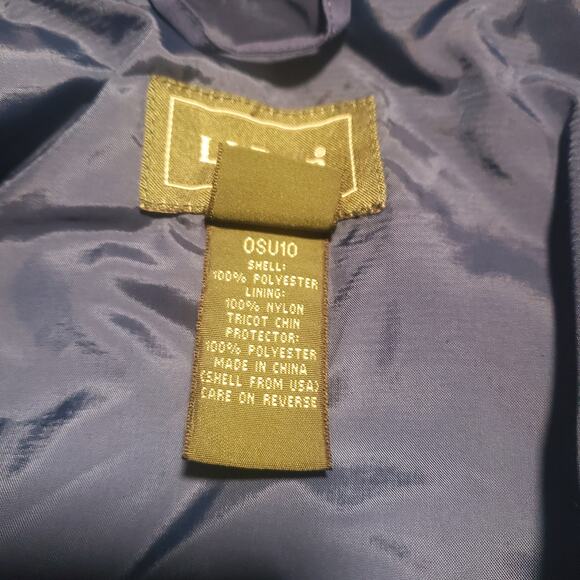 OSU10
SHELL:
100% POLYESTER
LINING:
100% NYLON
TRICOT CHIN
PROTECTOR:
100% POLYESTER
MADE IN CHINA
(SHELL FROM USA)
CARE ON REVERSE